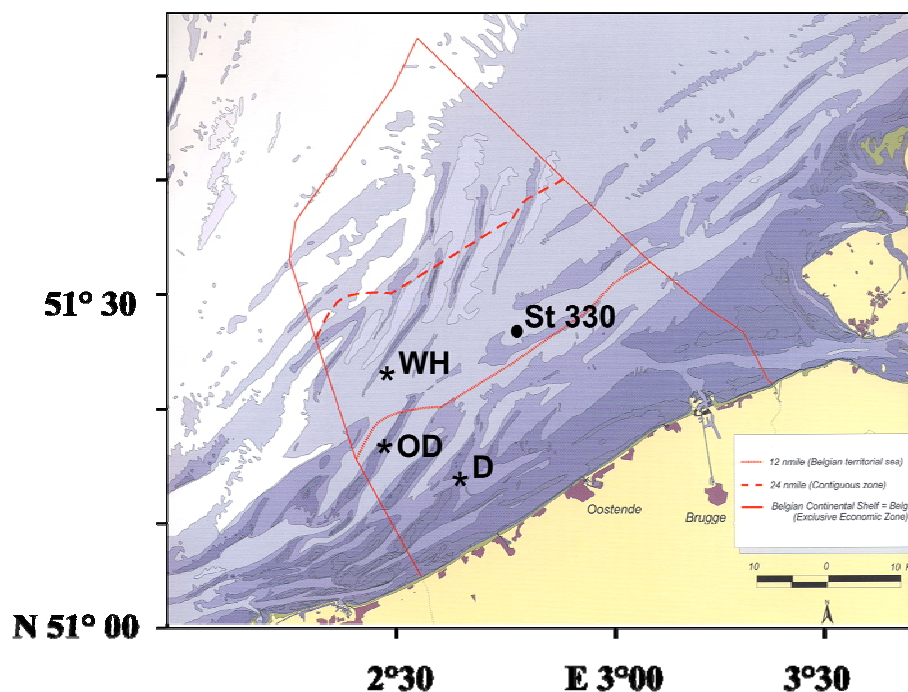 51° 30
St 330
* WH
* OD
* D
Oostende
Brugge
12 nmile (Belgian territorial sea)
24 nmile (Contiguous zone)
Belgian Continental Shelf = Belg
(Exclusive Economic Zone)
10 0 10
N
N 51° 00
2°30 E 3°00 3°30